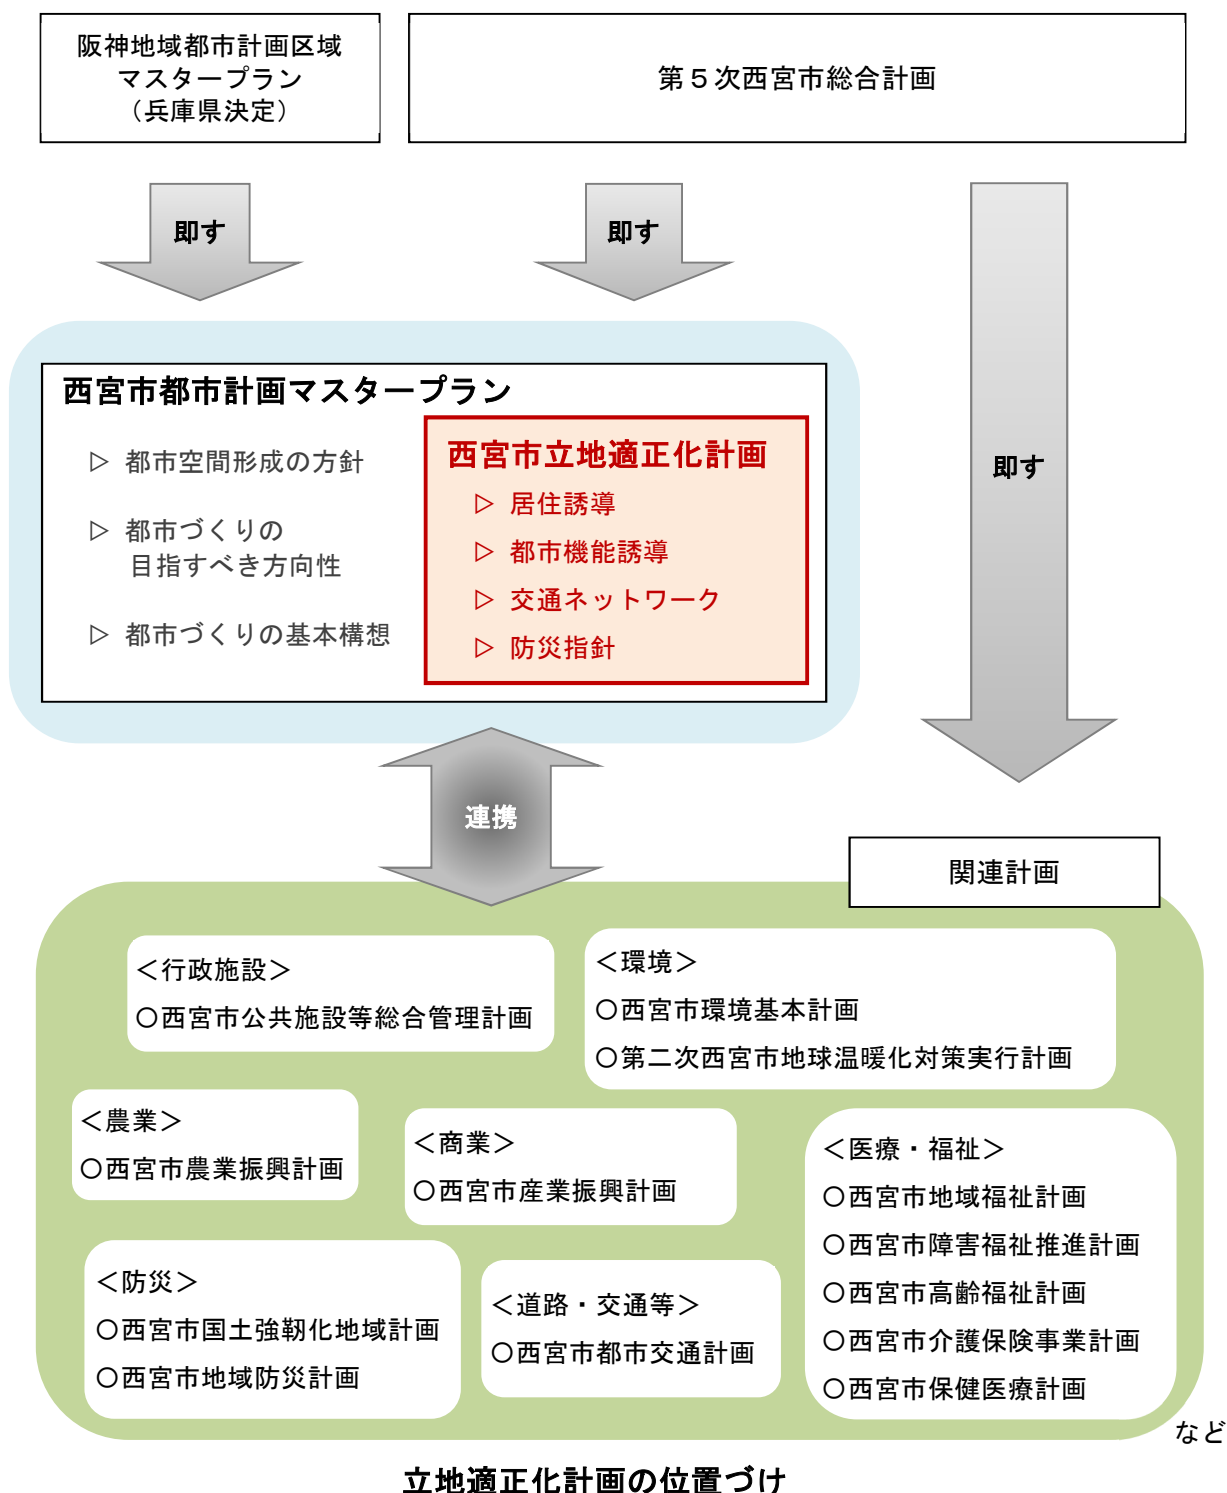 阪神地域都市計画区域
マスタープラン
（兵庫県決定）
第５次西宮市総合計画
即す
即す
即す
西宮市都市計画マスタープラン
▷ 都市空間形成の方針
▷ 都市づくりの
目指すべき方向性
▷ 都市づくりの基本構想
西宮市立地適正化計画
▷ 居住誘導
▷ 都市機能誘導
▷ 交通ネットワーク
▷ 防災指針
連携
関連計画
＜行政施設＞
○西宮市公共施設等総合管理計画
＜環境＞
○西宮市環境基本計画
○第二次西宮市地球温暖化対策実行計画
＜農業＞
○西宮市農業振興計画
＜商業＞
○西宮市産業振興計画
＜医療・福祉＞
○西宮市地域福祉計画
○西宮市障害福祉推進計画
○西宮市高齢福祉計画
○西宮市介護保険事業計画
○西宮市保健医療計画
＜防災＞
○西宮市国土強靭化地域計画
○西宮市地域防災計画
＜道路・交通等＞
○西宮市都市交通計画
など
立地適正化計画の位置づけ